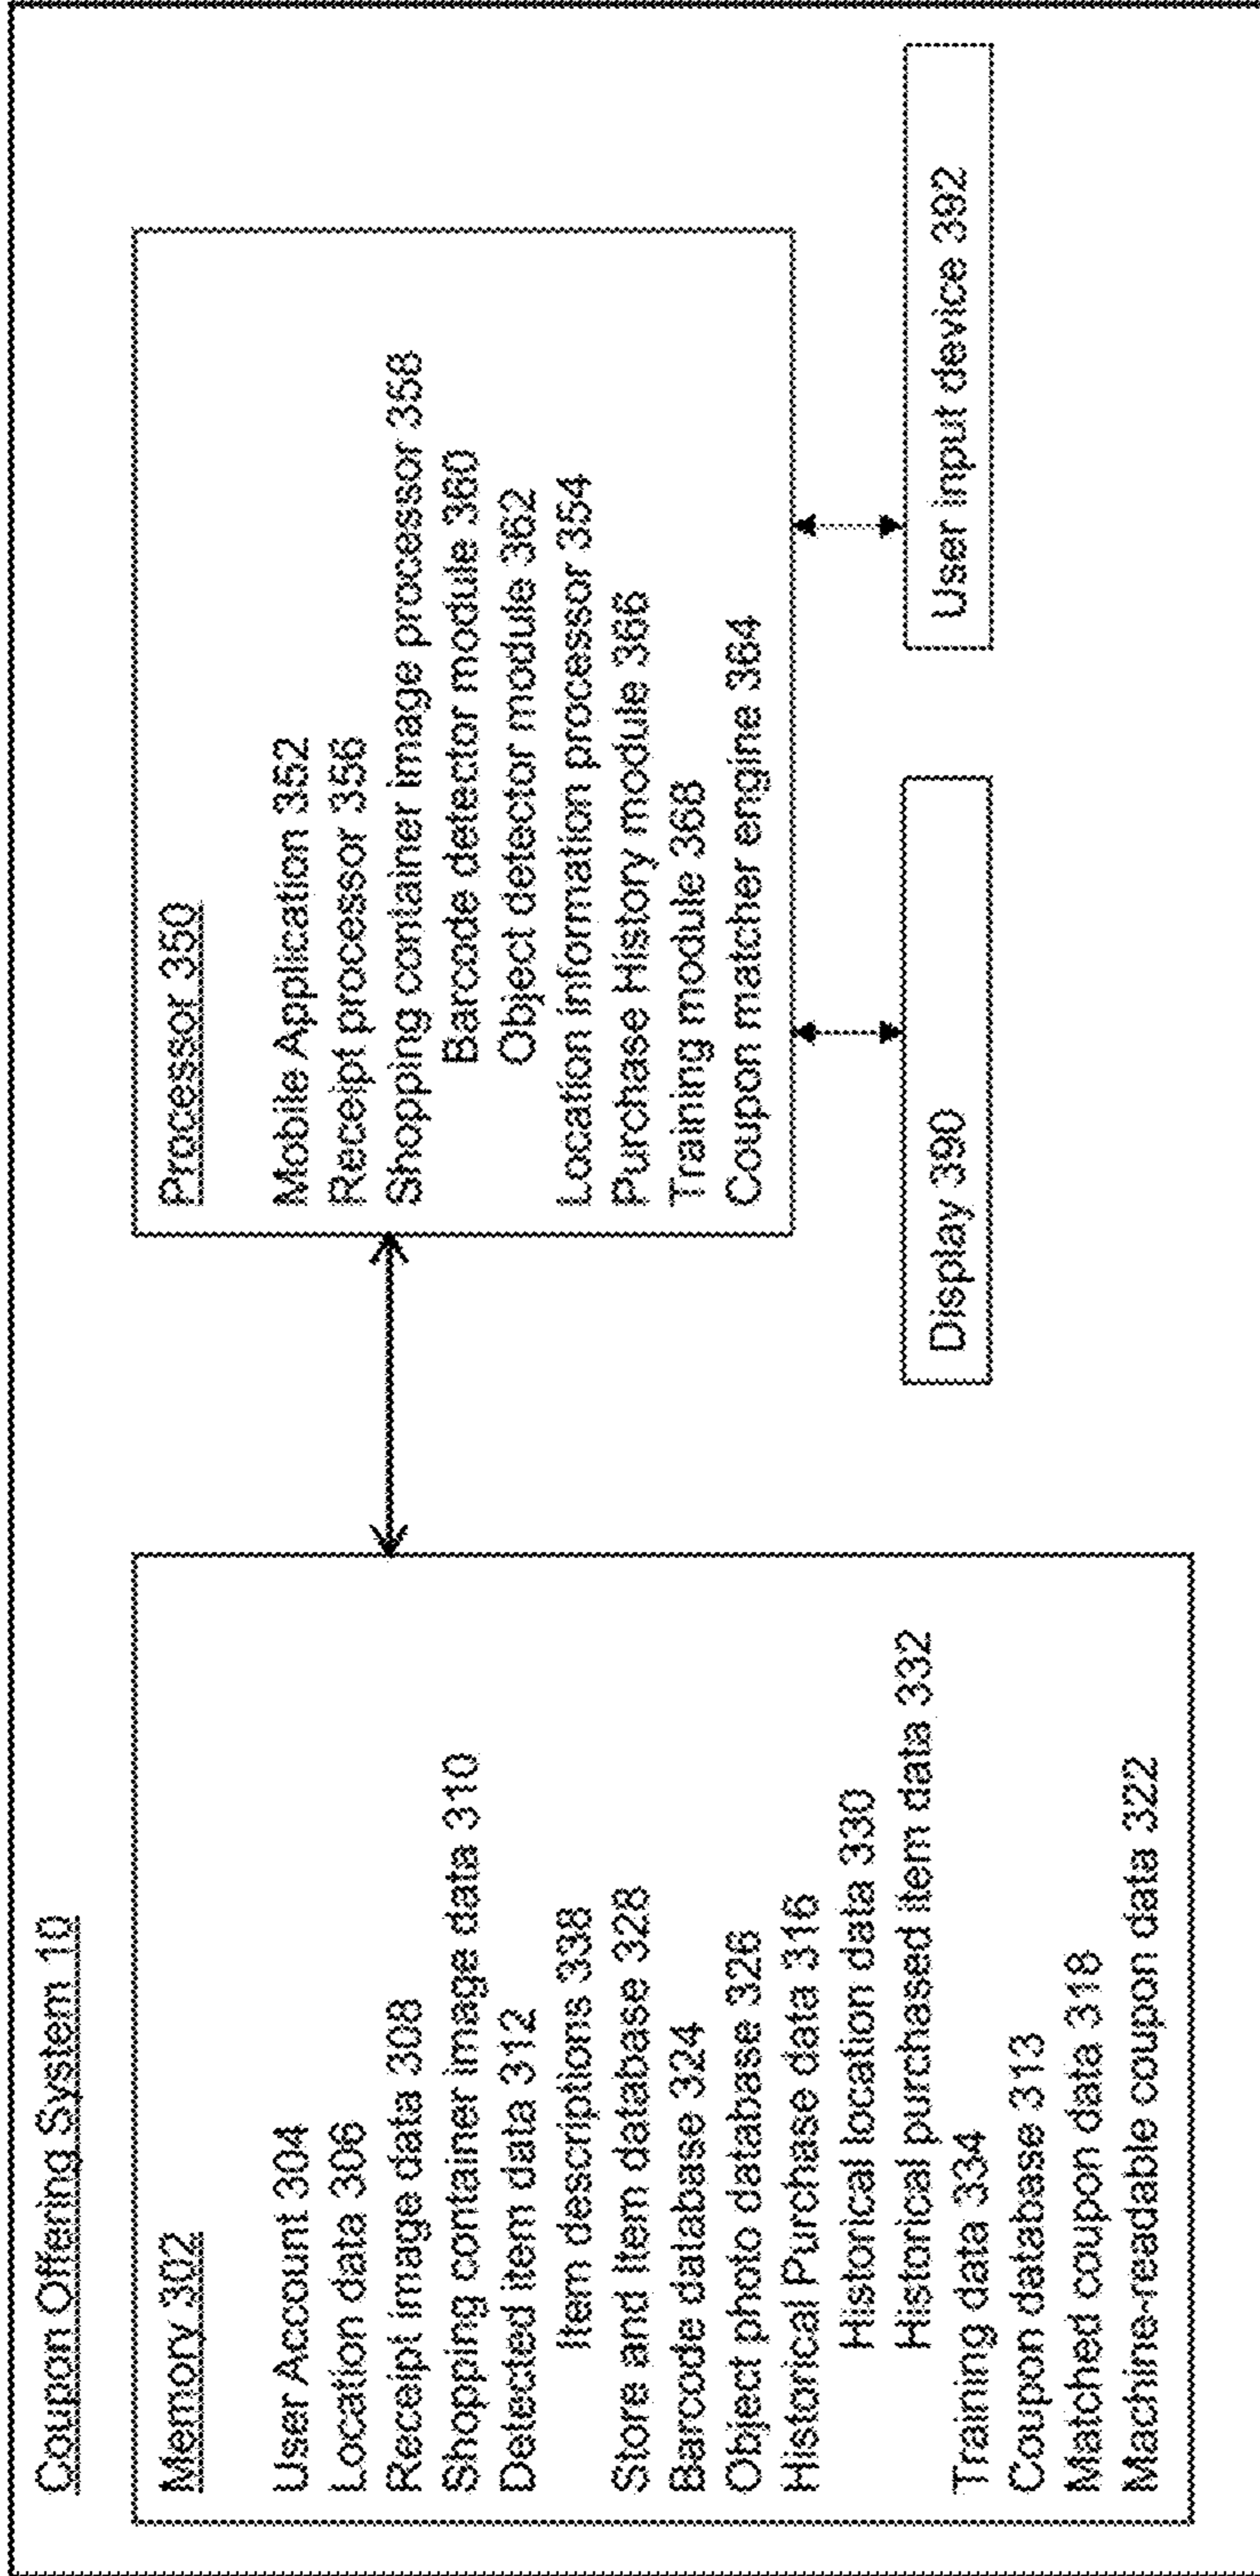 Coupon Offering System 10
Memory 302
User Account 304
Location data 306
Receipt image data 308
Shopping container image data 310
Detected item data 312
Item descriptions 338
Store and Item database 328
Barcode database 324
Object photo database 326
Historical Purchase data 316
Historical location data 330
Historical purchased item data 332
Training data 334
Coupon database 313
Matched coupon data 318
Machine-readable coupon data 322
Processor 350
Mobile Application 352
Receipt processor 356
Shopping container image processor 358
Barcode detector module 360
Object detector module 362
Location information processor 354
Purchase History module 366
Training module 368
Coupon matcher engine 364
Display 390
User input device 392